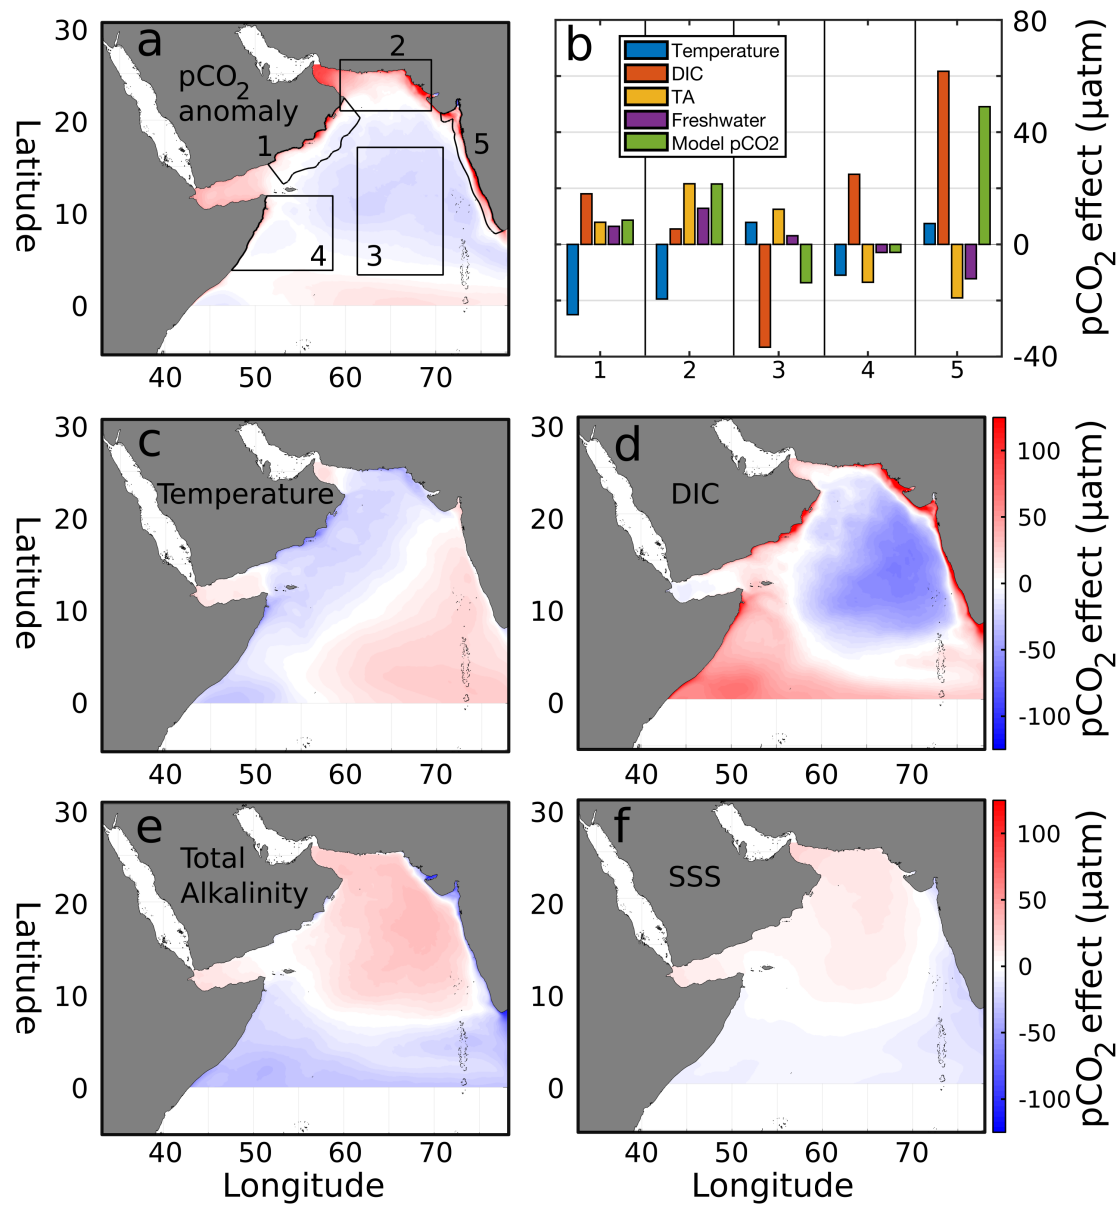 a
pCO2
anomaly
1
2
3
4
5
Latitude
30
20
10
0
40 50 60 70
b
Temperature
DIC
TA
Freshwater
Model pCO2
80
40
0
-40
pCO2 effect (µatm)
1 2 3 4 5
c
Temperature
Latitude
30
20
10
0
40 50 60 70
d
DIC
30
20
10
0
40 50 60 70
100
50
0
-50
-100
pCO2 effect (µatm)
e
Total
Alkalinity
Latitude
30
20
10
0
40 50 60 70
Longitude
f
SSS
30
20
10
0
50 60 70
Longitude
100
50
0
-50
-100
pCO2 effect (µatm)